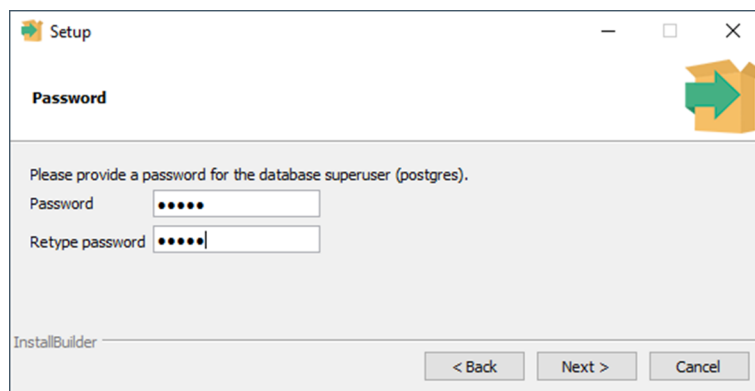 Setup
Password
Please provide a password for the database superuser (postgres).
Password •••••
Retype password •••••
InstallBuilder
< Back Next > Cancel